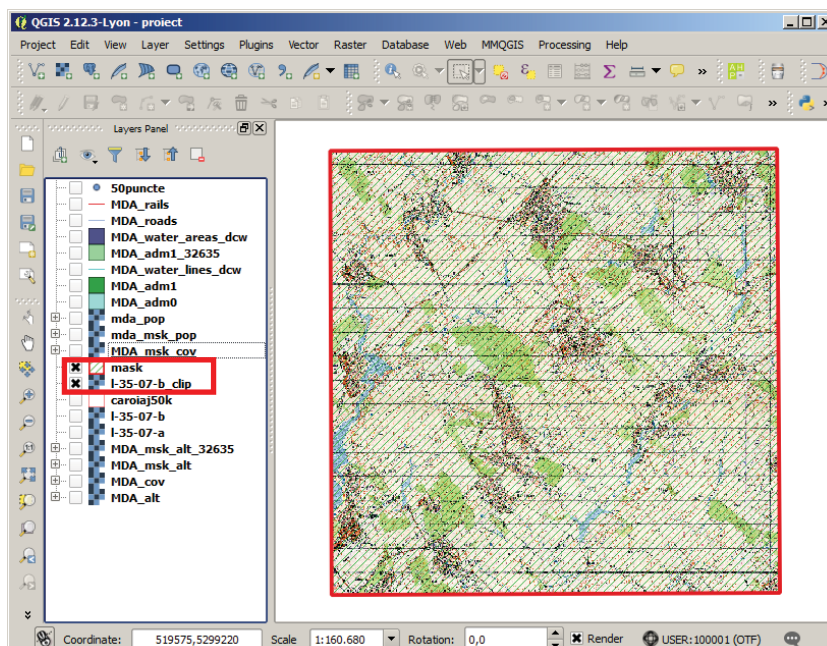 QGIS 2.12.3-Lyon - proiect
Project Edit View Layer Settings Plugins Vector Raster Database Web MMQGIS Processing Help
Layers Panel
50puncte
MDA_rails
MDA_roads
MDA_water_areas_dcw
MDA_adm1_32635
MDA_water_lines_dcw
MDA_adm1
MDA_adm0
mda_pop
mda_msk_pop
MDA_msk_cov
mask
l-35-07-b_clip
caroiaj50k
l-35-07-b
l-35-07-a
MDA_msk_alt_32635
MDA_msk_alt
MDA_cov
MDA_alt
Coordinate: 519575,5299220 Scale 1:160.680 Rotation: 0,0 Render USER:100001 (OTF)